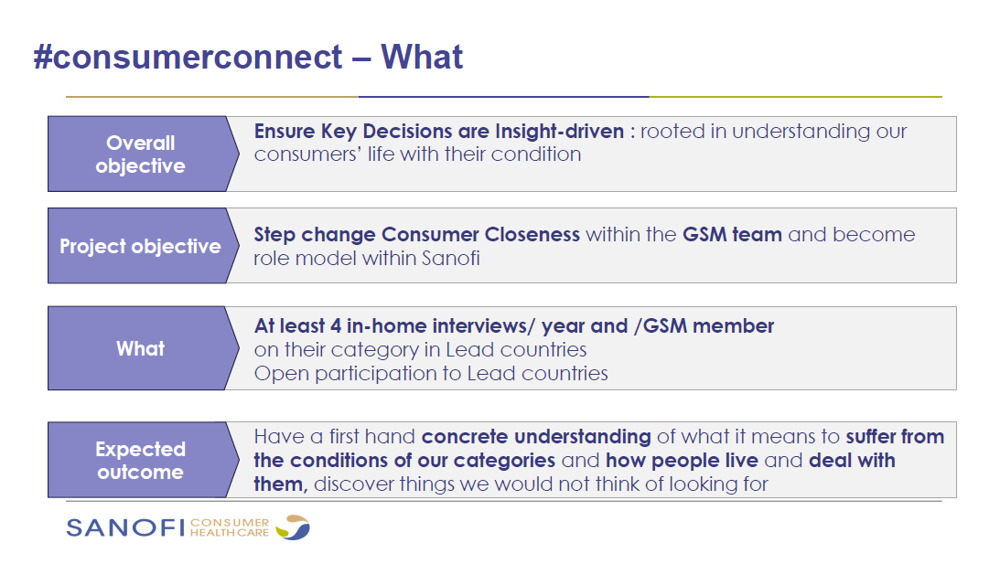 #consumerconnect – What
Overall
objective
Ensure Key Decisions are Insight-driven : rooted in understanding our
consumers’ life with their condition
Project objective
Step change Consumer Closeness within the GSM team and become
role model within Sanofi
What
At least 4 in-home interviews/ year and /GSM member
on their category in Lead countries
Open participation to Lead countries
Expected
outcome
Have a first hand concrete understanding of what it means to suffer from
the conditions of our categories and how people live and deal with
them, discover things we would not think of looking for
SANOFI CONSUMER
HEALTHCARE